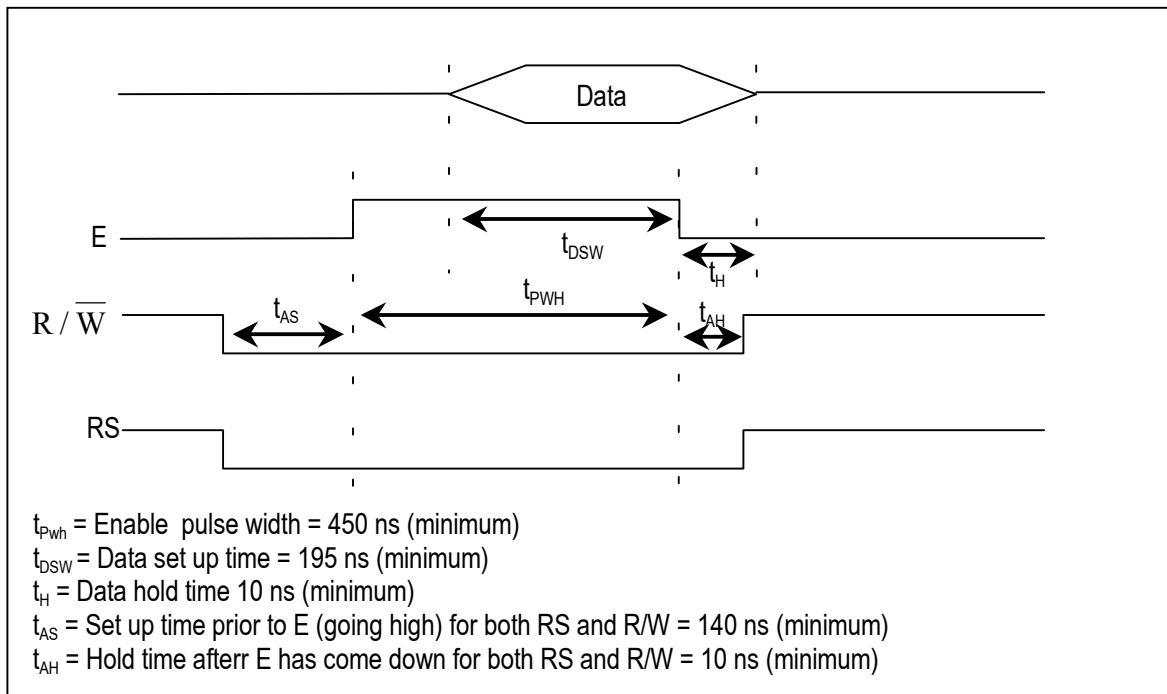 Data
E
tDSW
tH
R / W̅
tAS
tPWH
tAH
RS
tPwh = Enable pulse width = 450 ns (minimum)
tDSW = Data set up time = 195 ns (minimum)
tH = Data hold time 10 ns (minimum)
tAS = Set up time prior to E (going high) for both RS and R/W = 140 ns (minimum)
tAH = Hold time afterr E has come down for both RS and R/W = 10 ns (minimum)